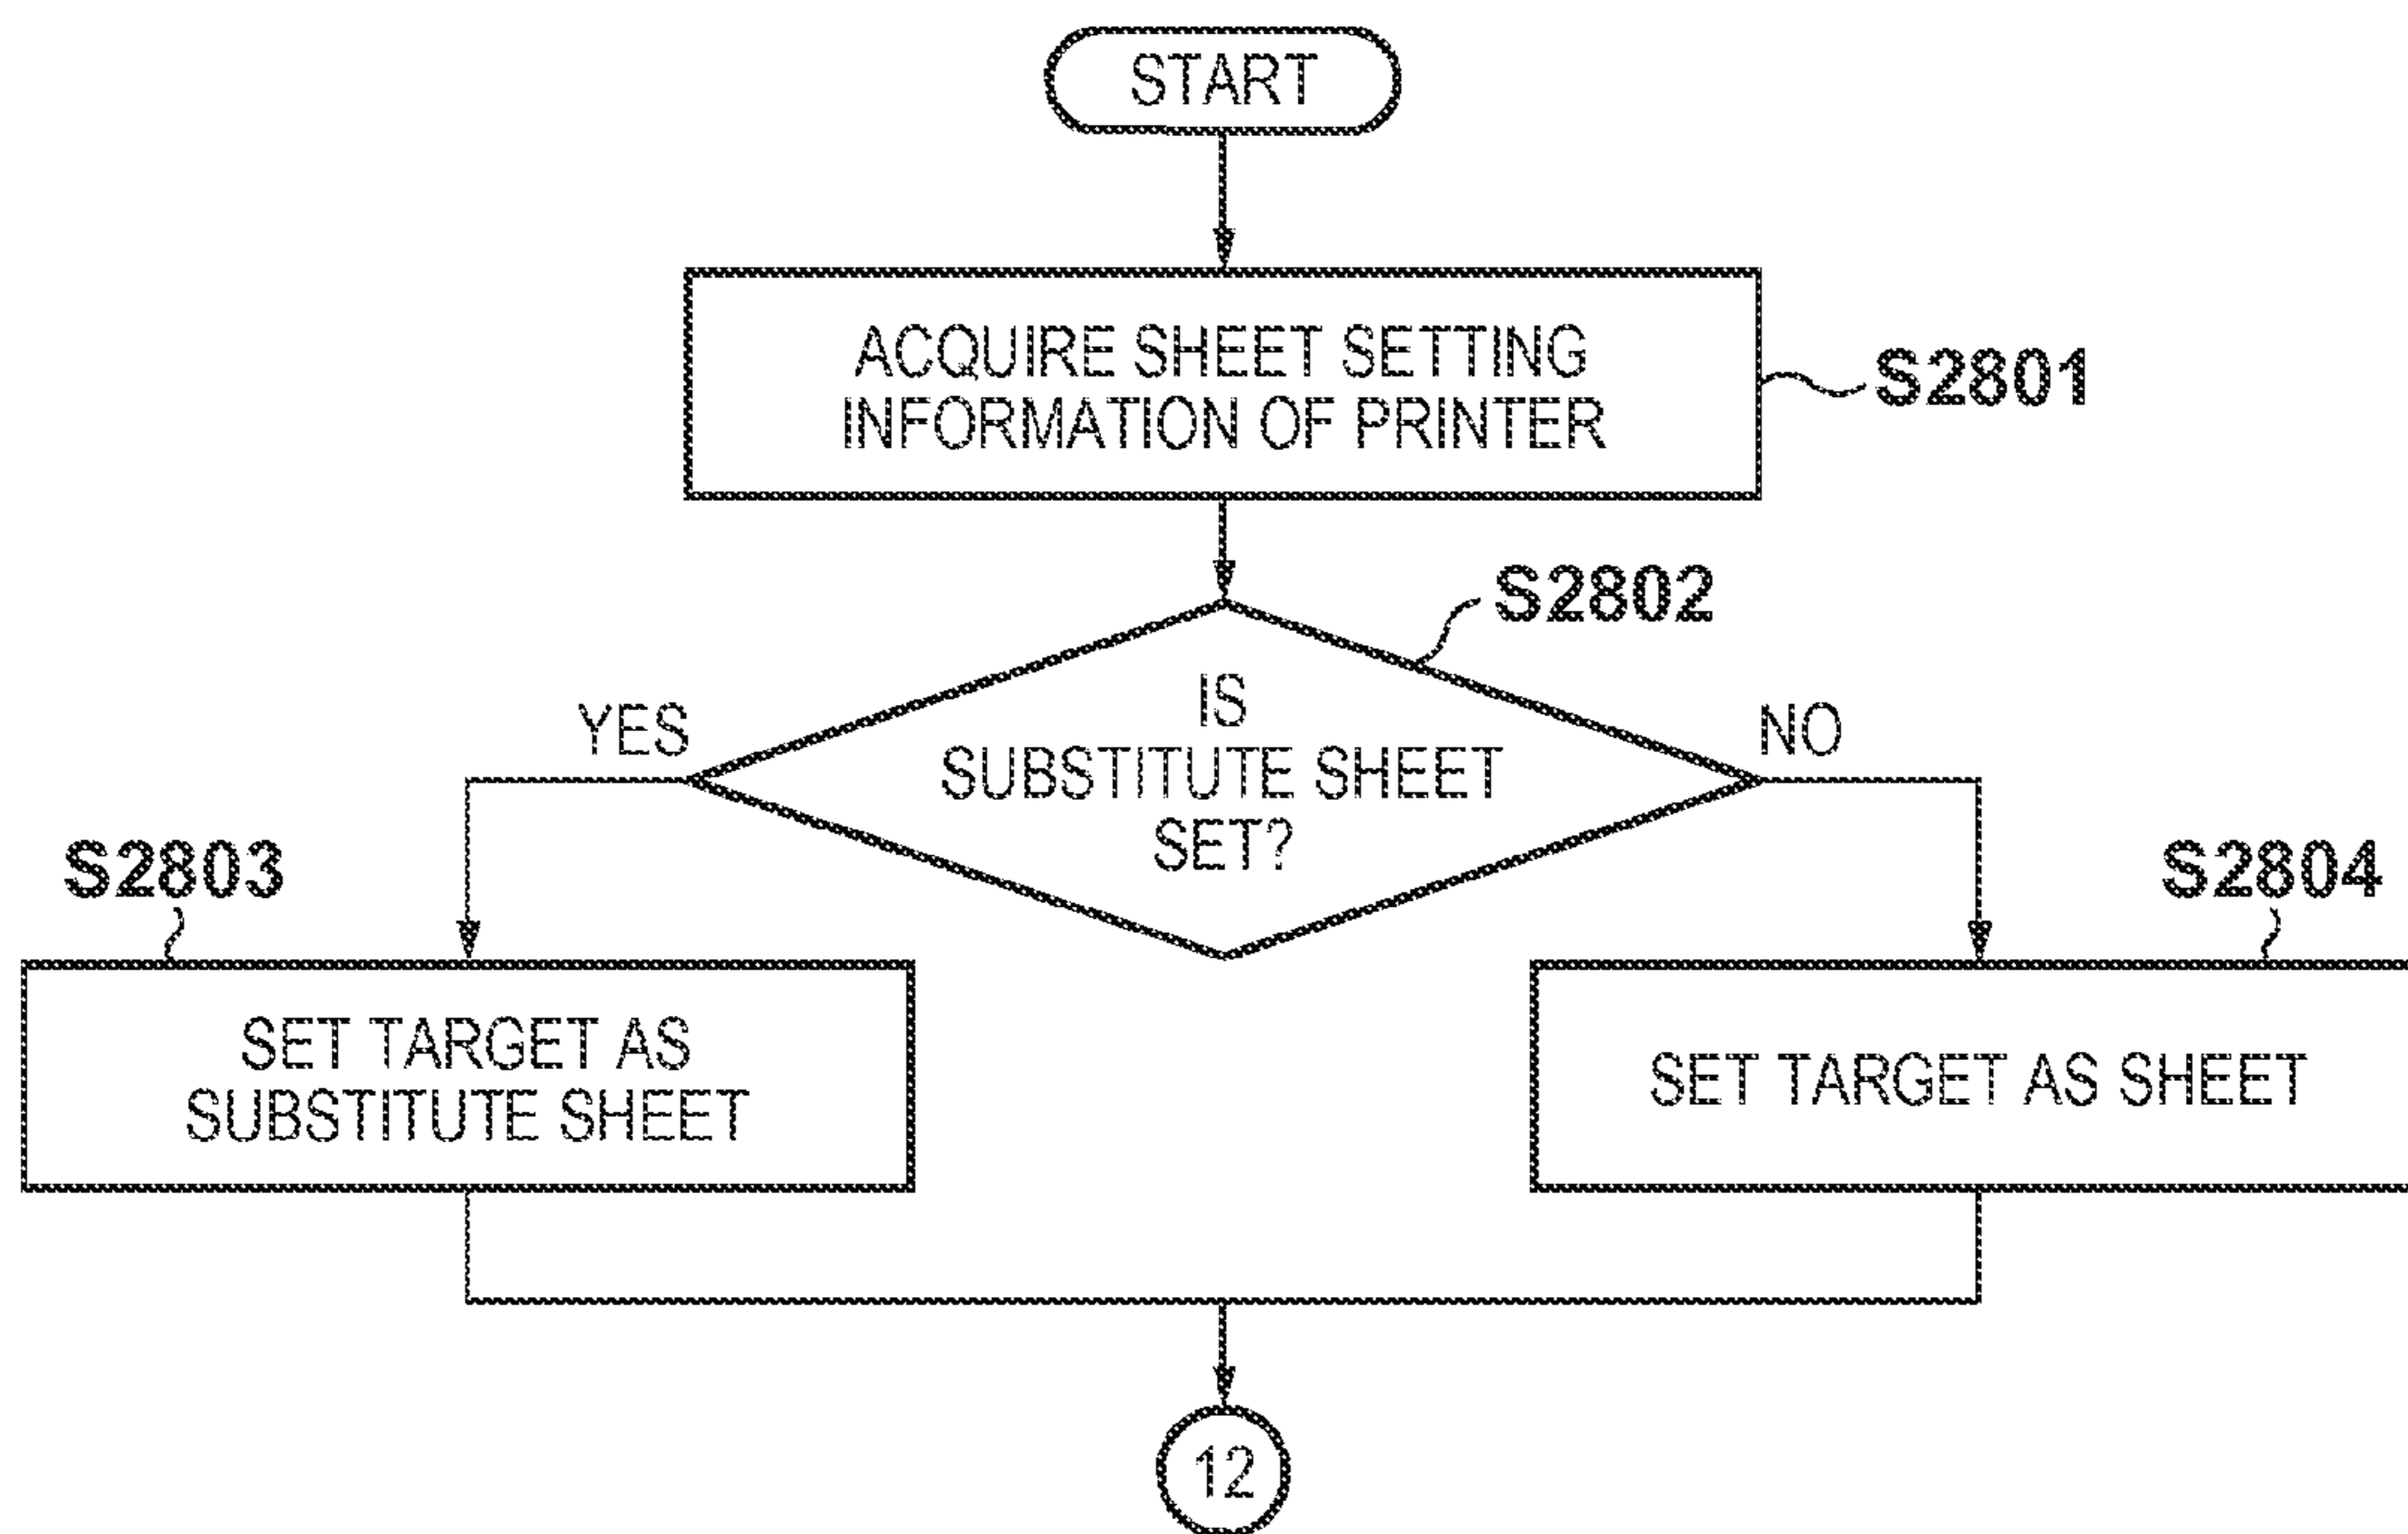 START
ACQUIRE SHEET SETTING
INFORMATION OF PRINTER
S2801
S2802
IS
SUBSTITUTE SHEET
SET?
YES
NO
S2803
S2804
SET TARGET AS
SUBSTITUTE SHEET
SET TARGET AS SHEET
12